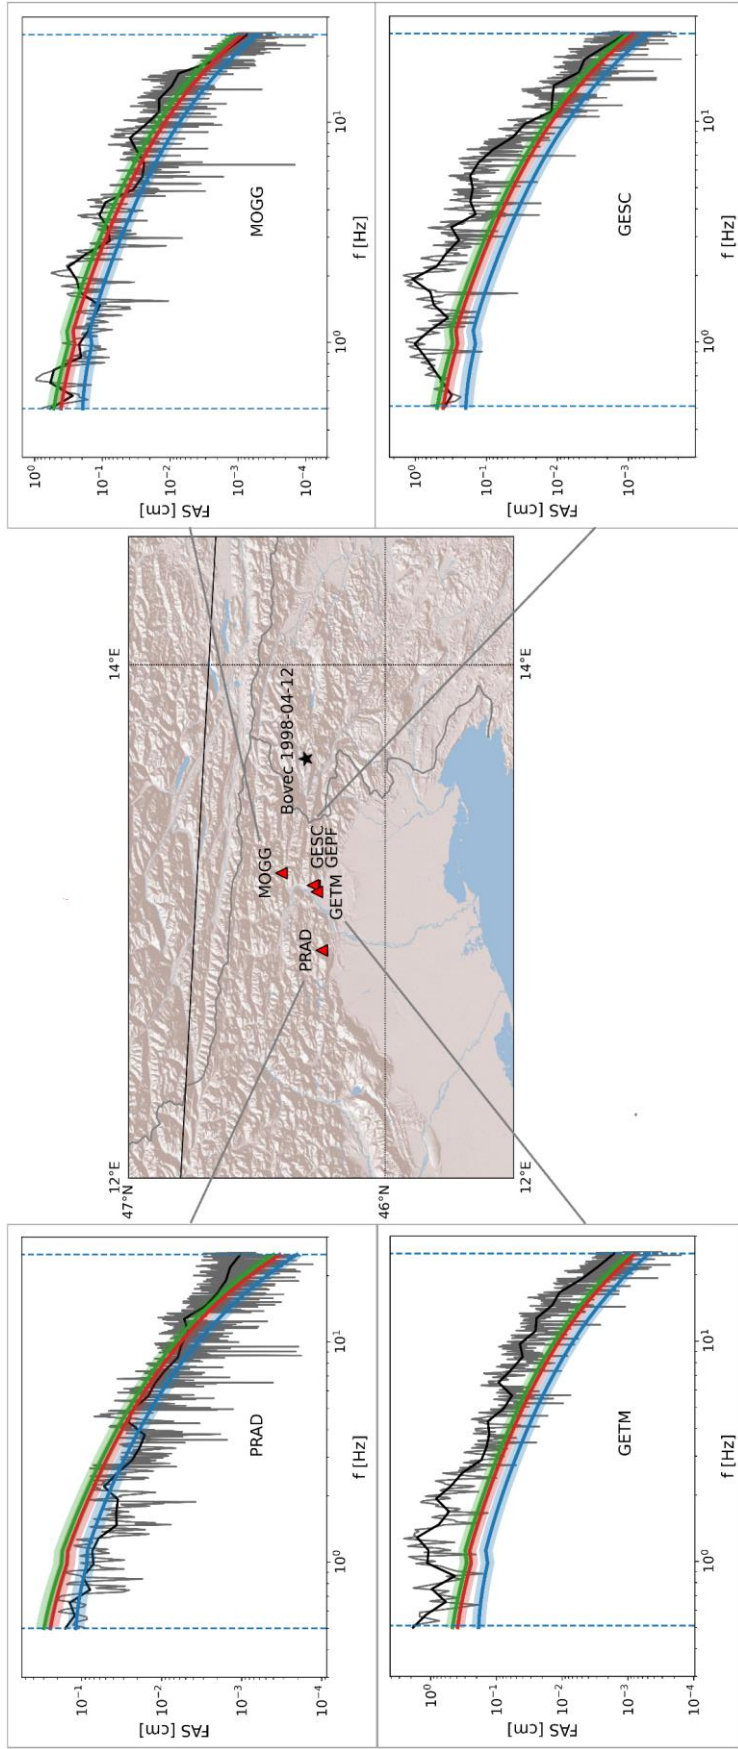 PRAD
FAS [cm]
10⁻¹
10⁻²
10⁻³
10⁻⁴
10⁰
10¹
f [Hz]
GETM
FAS [cm]
10⁰
10⁻¹
10⁻²
10⁻³
10⁰
10¹
f [Hz]
12°E
14°E
47°N
46°N
12°E
14°E
PRAD
MOGG
GETM
GESC
GEPF
Bovec 1998-04-12
MOGG
FAS [cm]
10⁰
10⁻¹
10⁻²
10⁻³
10⁻⁴
10⁰
10¹
f [Hz]
GESC
FAS [cm]
10⁰
10⁻¹
10⁻²
10⁻³
10⁰
10¹
f [Hz]